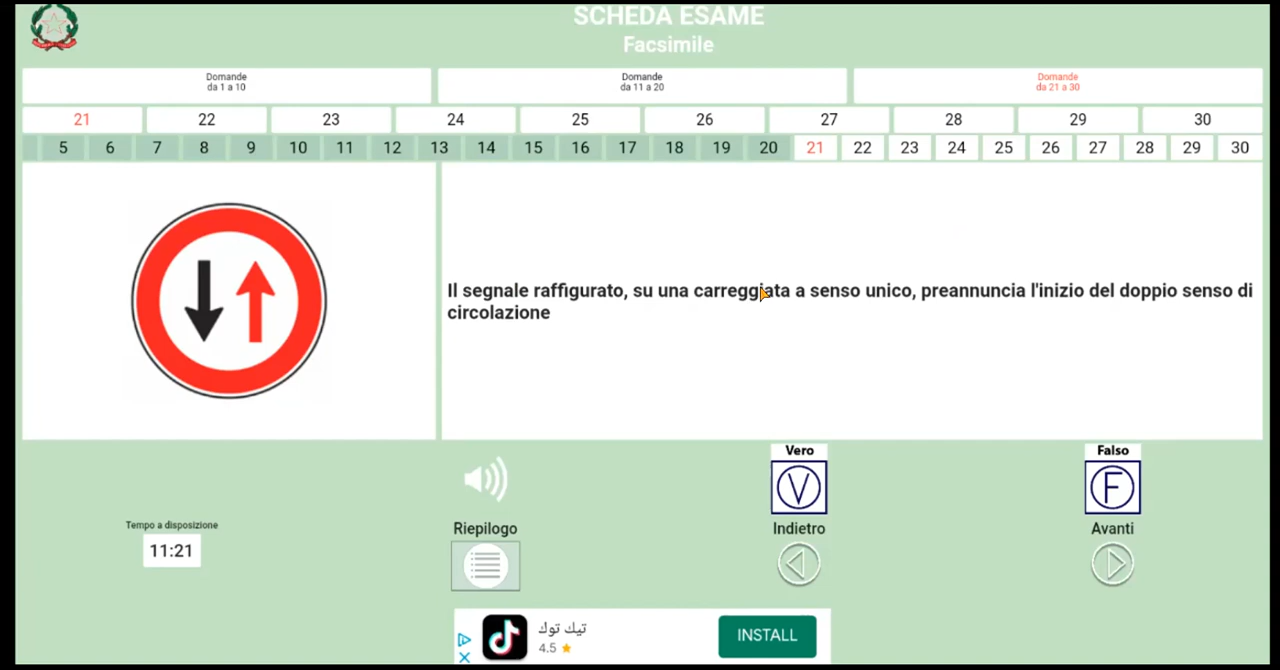 SCHEDA ESAME
Facsimile
Domande
da 1 a 10
Domande
da 11 a 20
Domande
da 21 a 30
21 22 23 24 25 26 27 28 29 30
5 6 7 8 9 10 11 12 13 14 15 16 17 18 19 20 21 22 23 24 25 26 27 28 29 30
Il segnale raffigurato, su una carreggiata a senso unico, preannuncia l'inizio del doppio senso di
circolazione
Vero
V
Falso
F
Tempo a disposizione
11:21
Riepilogo
Indietro
Avanti
تيك توك
4.5
INSTALL